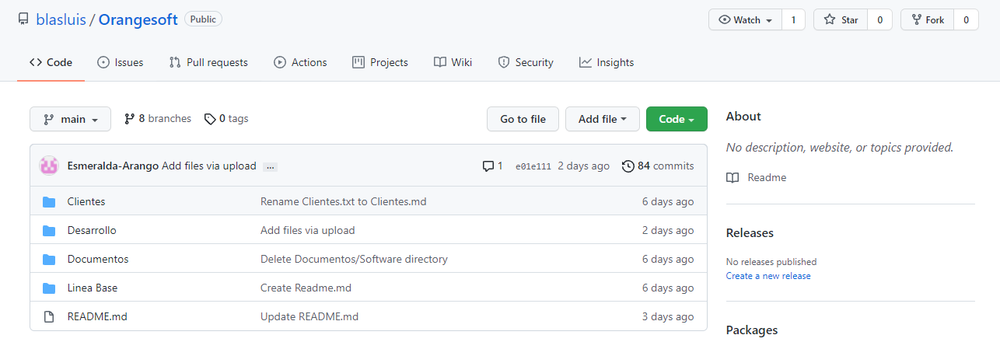 blasluis / Orangesoft Public Watch 1 Star 0 Fork 0
Code Issues Pull requests Actions Projects Wiki Security Insights
main 8 branches 0 tags Go to file Add file Code
Esmeralda-Arango Add files via upload ... 1 e01e111 2 days ago 84 commits
Clientes Rename Clientes.txt to Clientes.md 6 days ago
Desarrollo Add files via upload 2 days ago
Documentos Delete Documentos/Software directory 6 days ago
Linea Base Create Readme.md 6 days ago
README.md Update README.md 3 days ago
About
No description, website, or topics provided.
Readme
Releases
No releases published
Create a new release
Packages